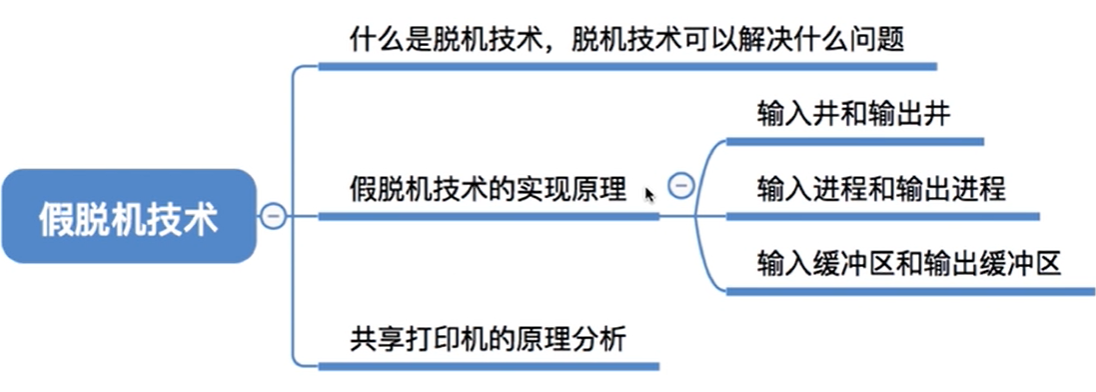 什么是脱机技术，脱机技术可以解决什么问题
输入井和输出井
假脱机技术的实现原理
输入进程和输出进程
假脱机技术
输入缓冲区和输出缓冲区
共享打印机的原理分析